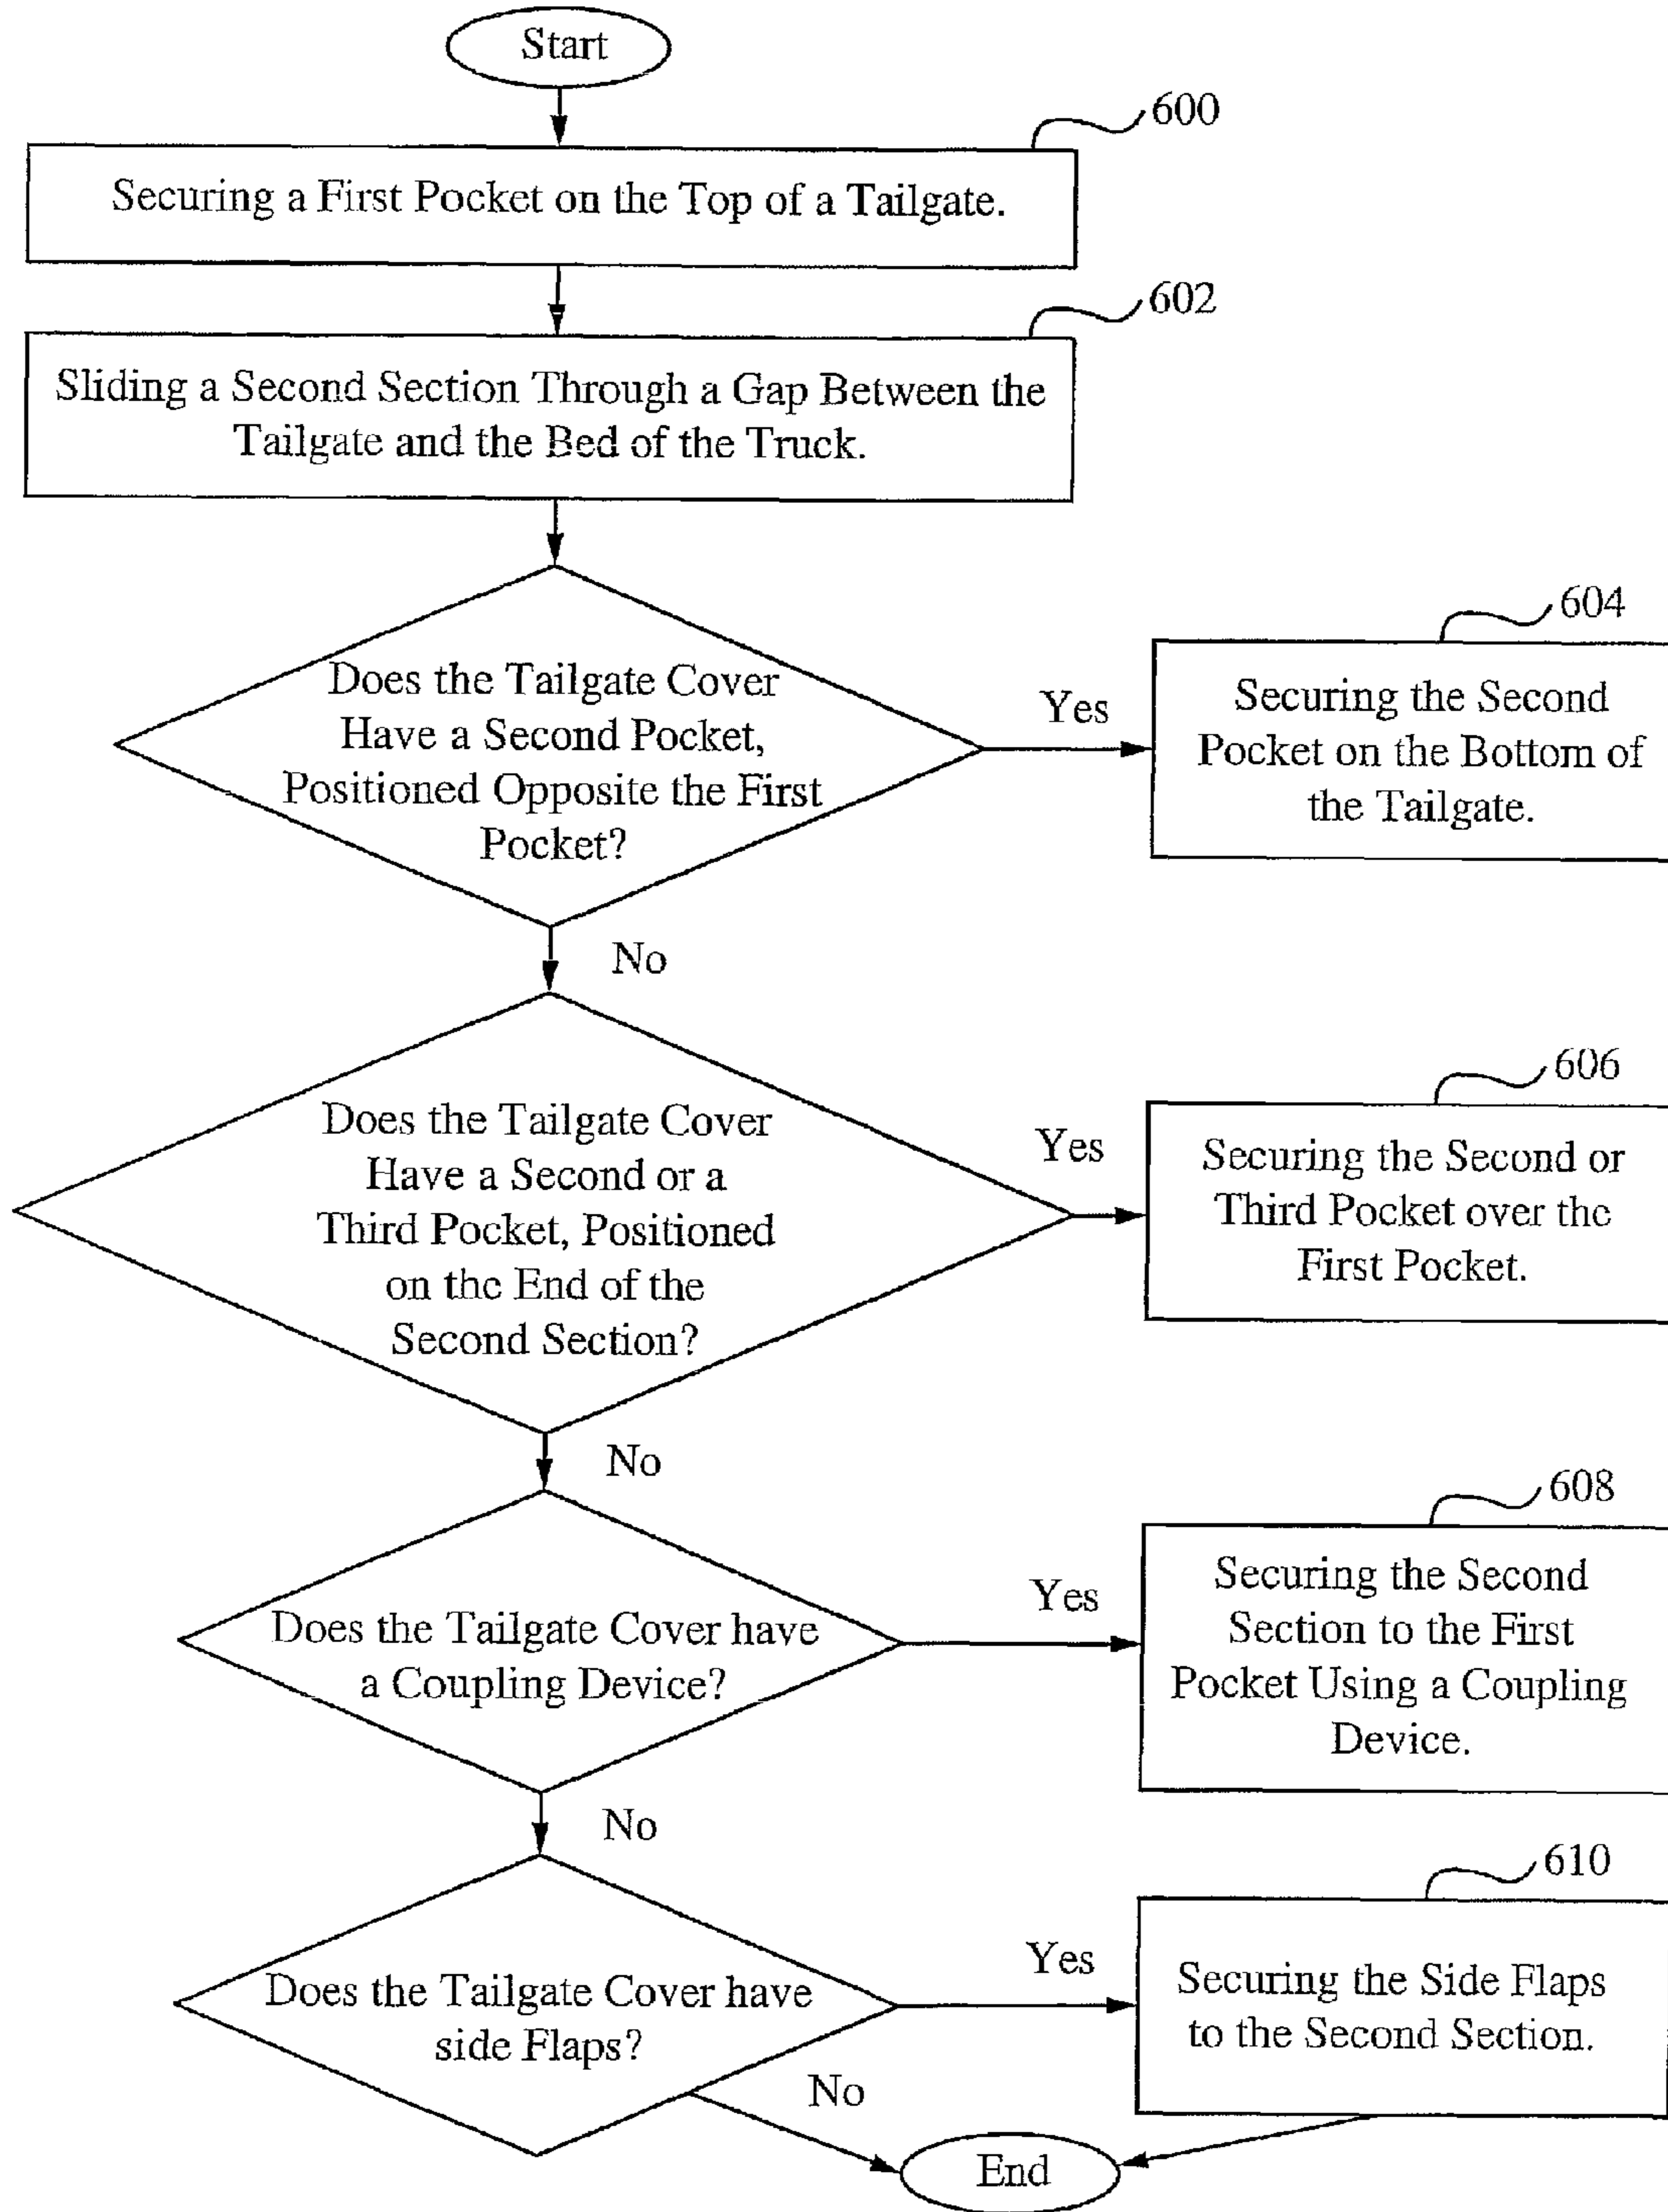 Start
600
Securing a First Pocket on the Top of a Tailgate.
602
Sliding a Second Section Through a Gap Between the
Tailgate and the Bed of the Truck.
604
Does the Tailgate Cover
Have a Second Pocket,
Positioned Opposite the First
Pocket?
Yes
Securing the Second
Pocket on the Bottom of
the Tailgate.
No
606
Does the Tailgate Cover
Have a Second or a
Third Pocket, Positioned
on the End of the
Second Section?
Yes
Securing the Second or
Third Pocket over the
First Pocket.
No
608
Does the Tailgate Cover have
a Coupling Device?
Yes
Securing the Second
Section to the First
Pocket Using a Coupling
Device.
No
610
Does the Tailgate Cover have
side Flaps?
Yes
Securing the Side Flaps
to the Second Section.
No
End